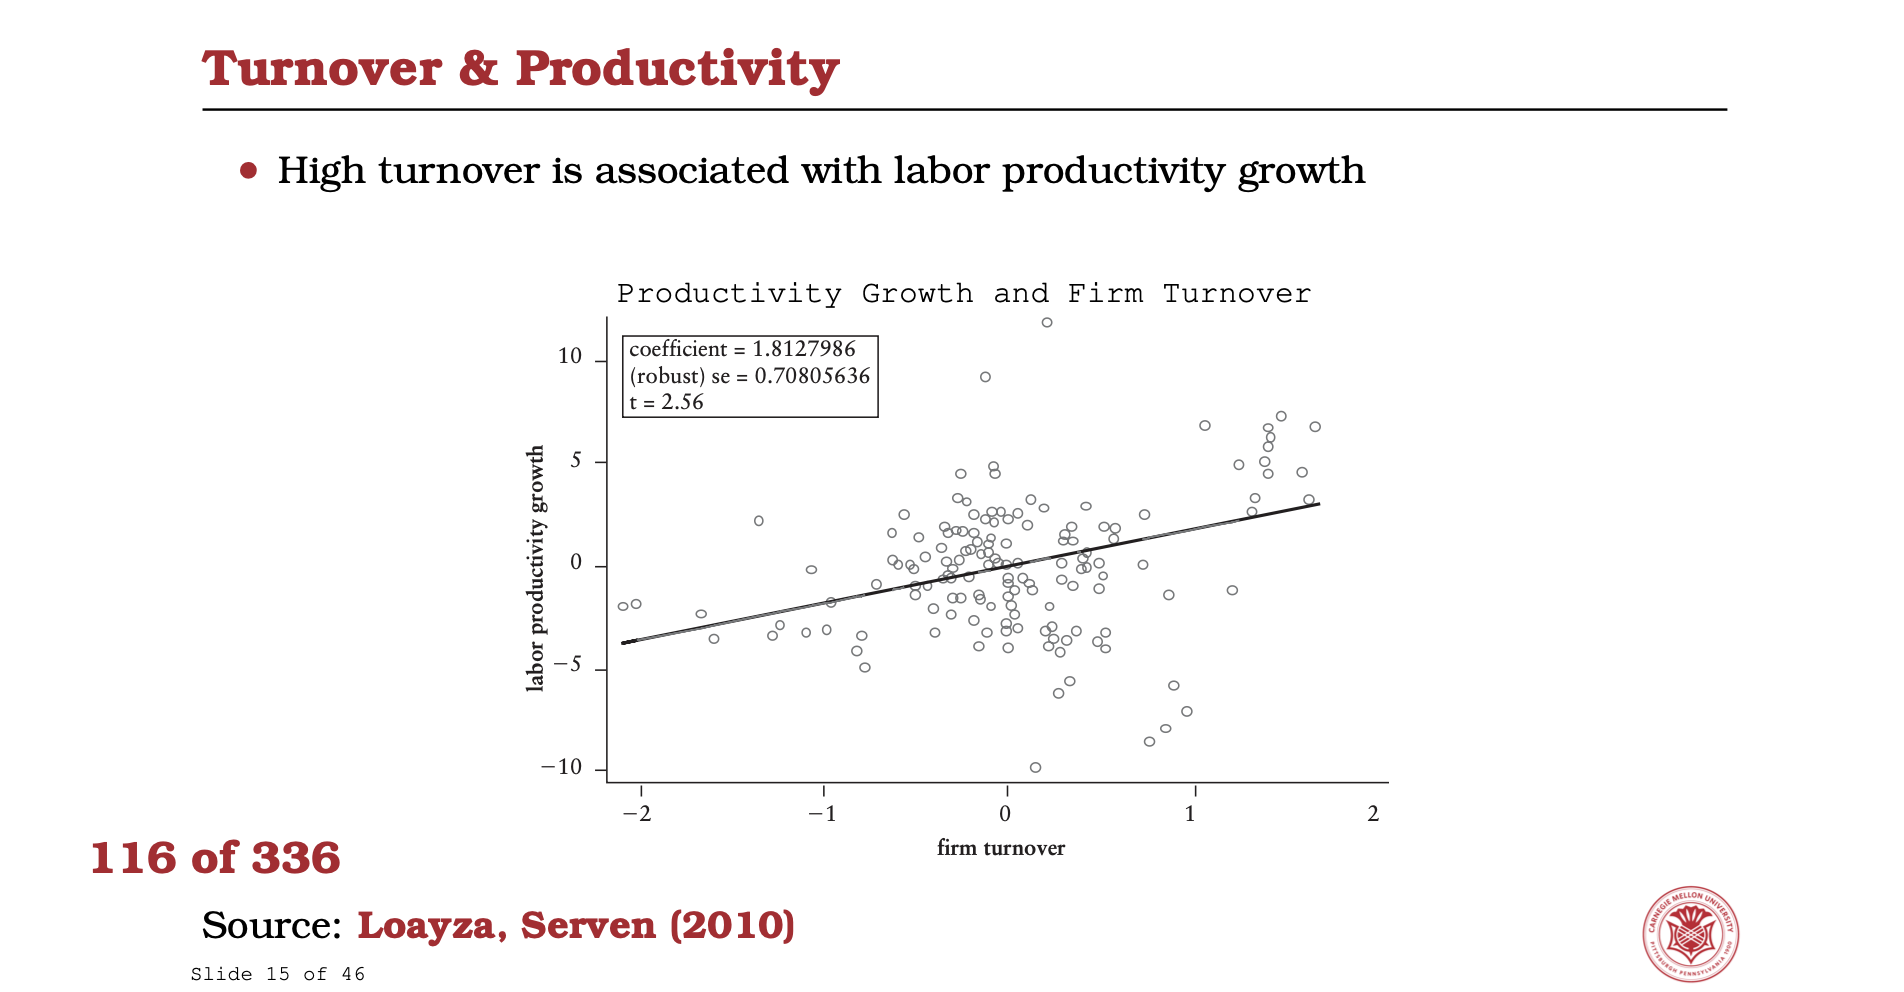 Turnover & Productivity
• High turnover is associated with labor productivity growth
Productivity Growth and Firm Turnover
coefficient = 1.8127986
(robust) se = 0.70805636
t = 2.56
10
5
0
−5
−10
labor productivity growth
−2 −1 0 1 2
firm turnover
116 of 336
Source: Loayza, Serven (2010)
Slide 15 of 46
CARNEGIE MELLON UNIVERSITY
PITTSBURGH PENNSYLVANIA 1900